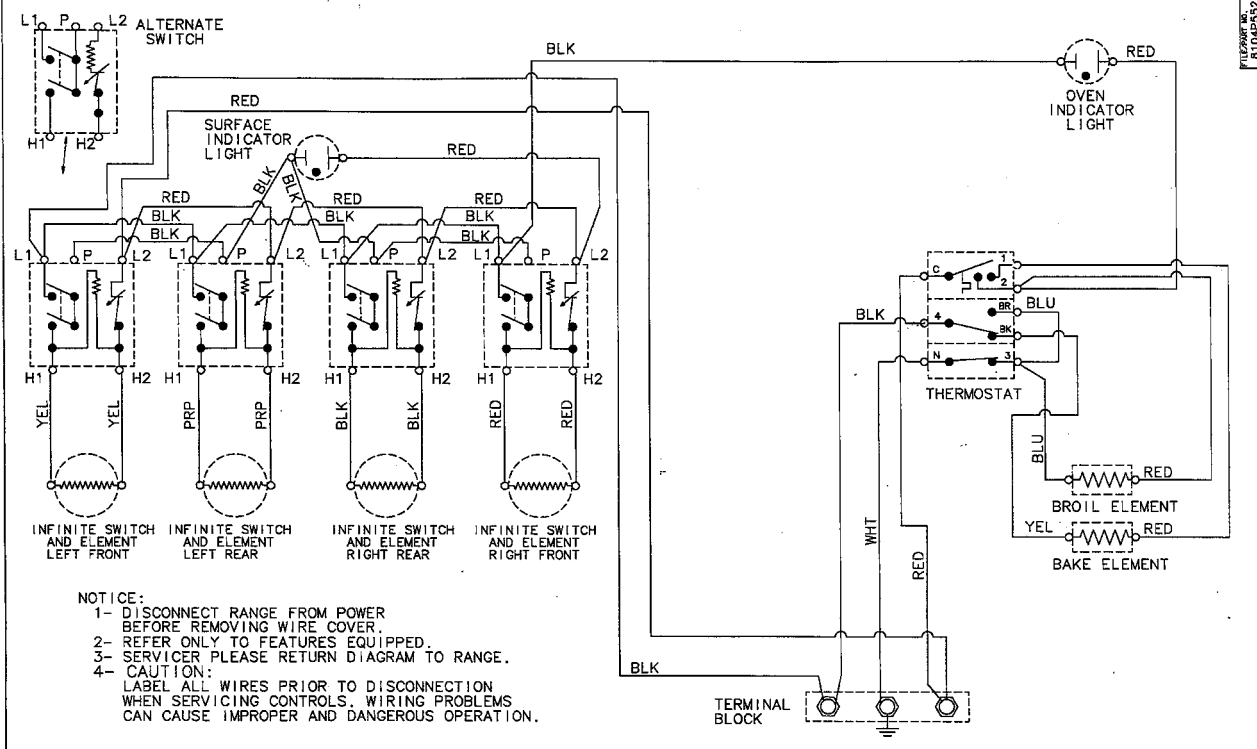 FILE/PART NO.
8104P552
L1 P L2
ALTERNATE
SWITCH
H1 H2
BLK
RED
OVEN
INDICATOR
LIGHT
RED
SURFACE
INDICATOR
LIGHT
RED
BLK
BLK
RED
BLK
BLK
RED
BLK
RED
BLK
L1 P L2
L1 P L2
L1 P L2
L1 P L2
H1 H2
H1 H2
H1 H2
H1 H2
YEL YEL
PRP PRP
BLK BLK
RED RED
INFINITE SWITCH
AND ELEMENT
LEFT FRONT
INFINITE SWITCH
AND ELEMENT
LEFT REAR
INFINITE SWITCH
AND ELEMENT
RIGHT REAR
INFINITE SWITCH
AND ELEMENT
RIGHT FRONT
C 1
2
BR BLU
BLK 4 BK
N 3
THERMOSTAT
BLU
RED
BROIL ELEMENT
YEL RED
BAKE ELEMENT
WHT
RED
NOTICE:
1- DISCONNECT RANGE FROM POWER
BEFORE REMOVING WIRE COVER.
2- REFER ONLY TO FEATURES EQUIPPED.
3- SERVICER PLEASE RETURN DIAGRAM TO RANGE.
4- CAUTION:
LABEL ALL WIRES PRIOR TO DISCONNECTION
WHEN SERVICING CONTROLS. WIRING PROBLEMS
CAN CAUSE IMPROPER AND DANGEROUS OPERATION.
BLK
TERMINAL
BLOCK